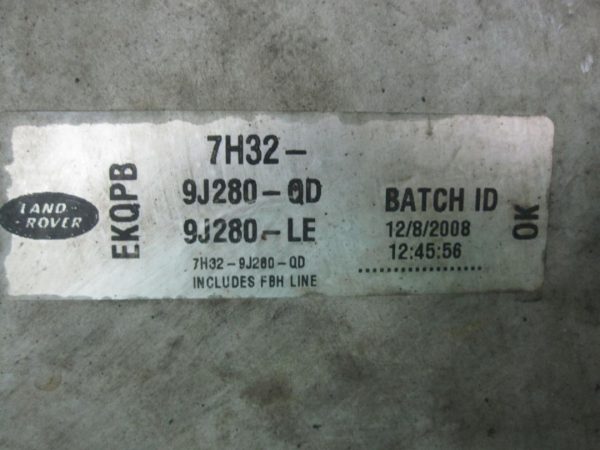 LAND-
ROVER
EKQPB
7H32-
9J280-QD
9J280-LE
7H32-9J280-QD
INCLUDES FBH LINE
BATCH ID
12/8/2008
12:45:56
OK